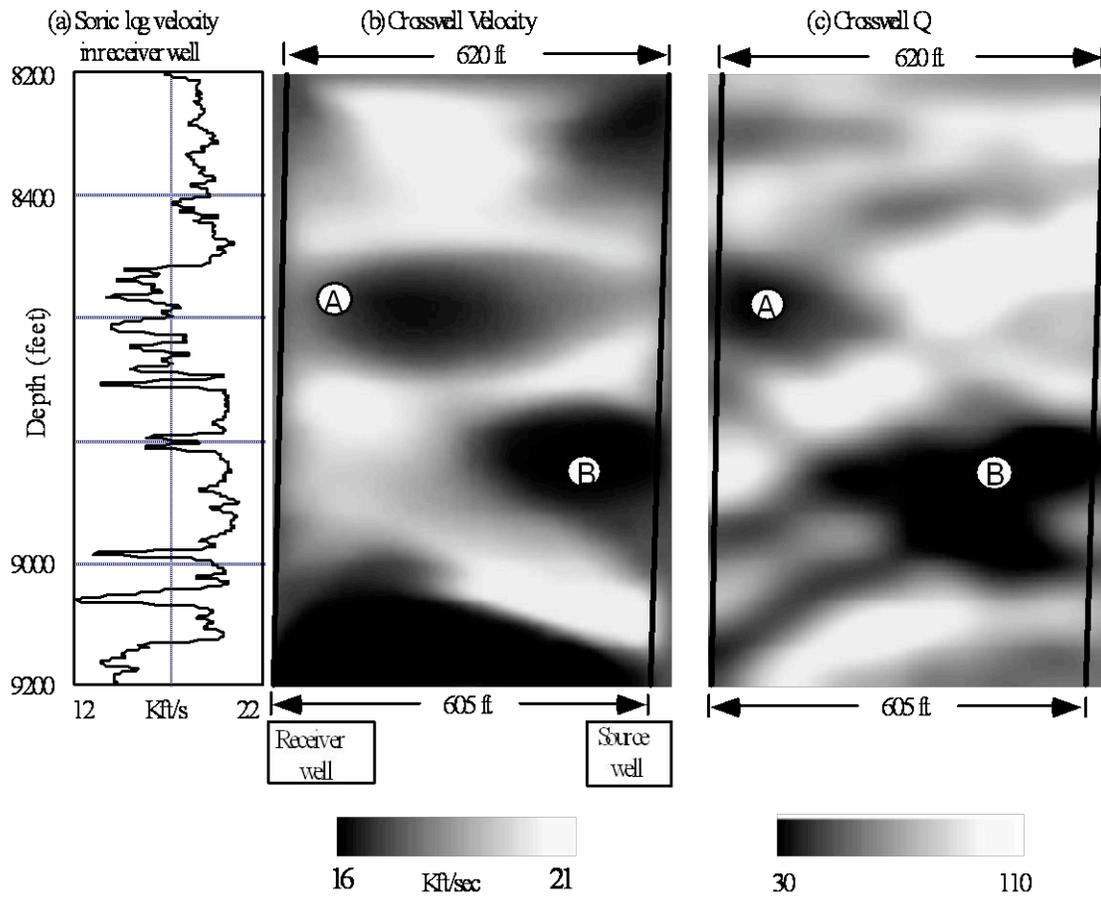 (a) Sonic log velocity
in receiver well
(b) Crosswell Velocity
(c) Crosswell Q
620 ft
620 ft
8200
8400
9000
9200
Depth (feet)
A
B
A
B
12 Kft/s 22
605 ft
605 ft
Receiver
well
Source
well
16 Kft/sec 21
30 110